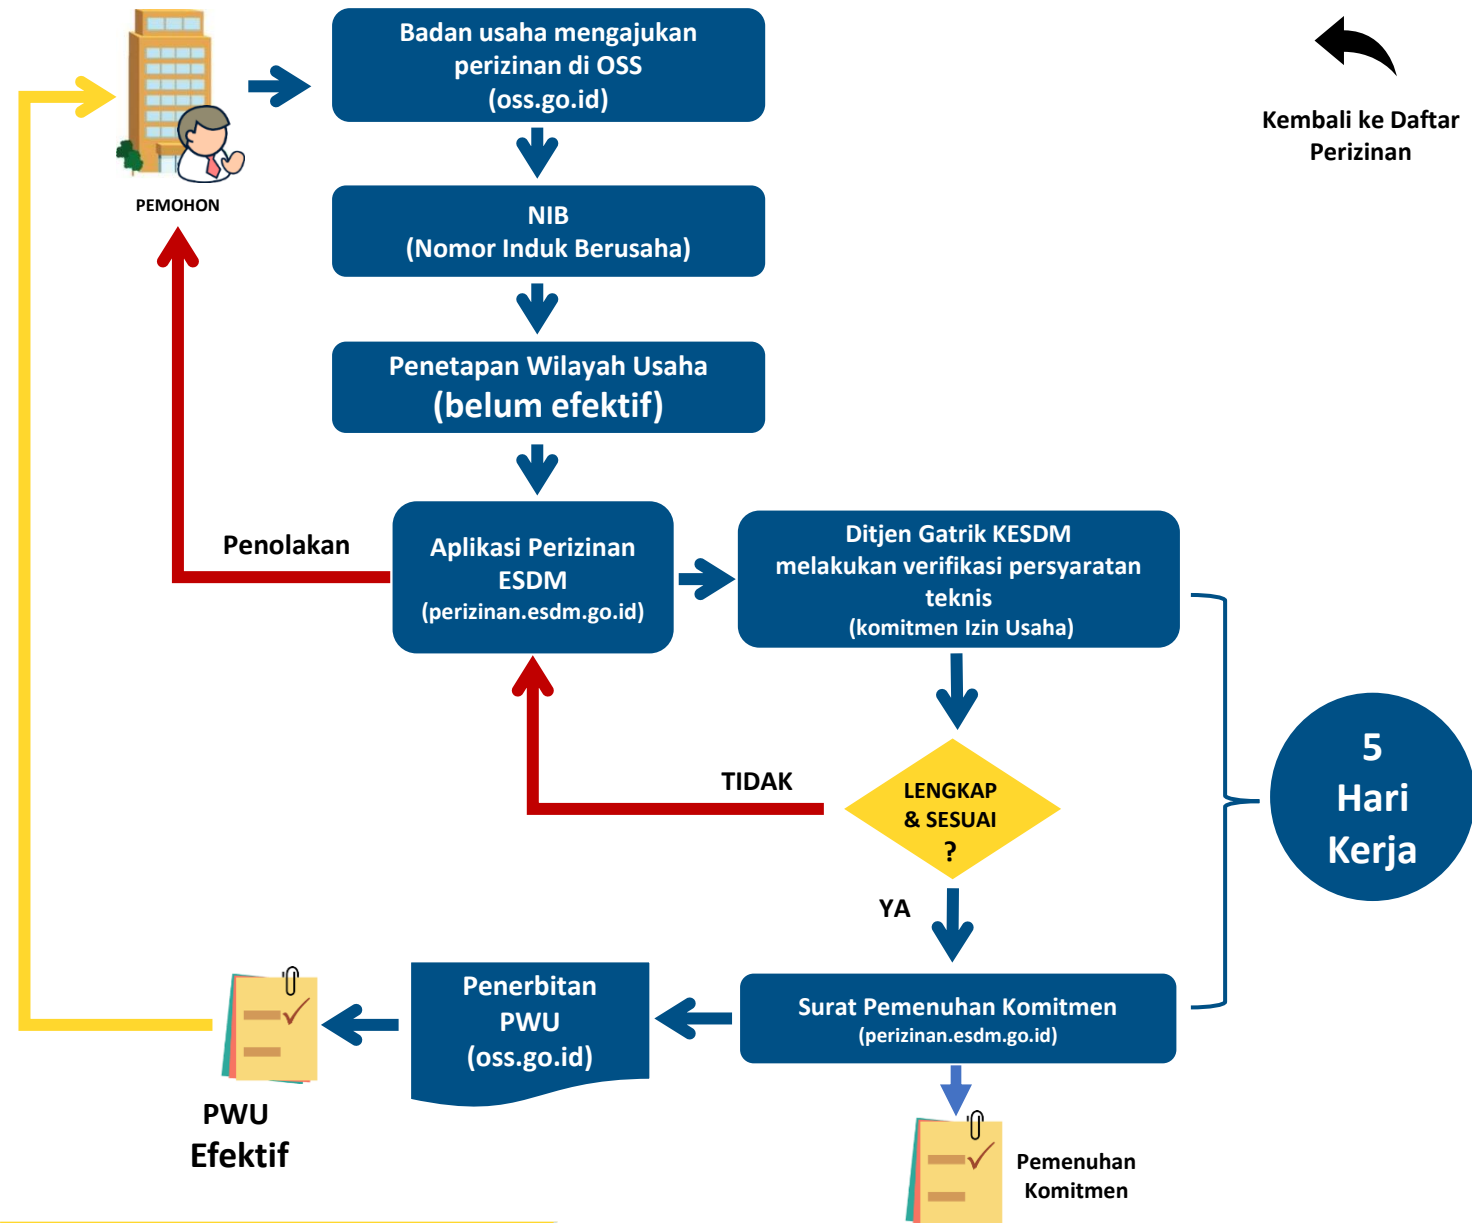 Badan usaha mengajukan
perizinan di OSS
(oss.go.id)
Kembali ke Daftar
Perizinan
PEMOHON
NIB
(Nomor Induk Berusaha)
Penetapan Wilayah Usaha
(belum efektif)
Penolakan
Aplikasi Perizinan
ESDM
(perizinan.esdm.go.id)
Ditjen Gatrik KESDM
melakukan verifikasi persyaratan
teknis
(komitmen Izin Usaha)
TIDAK
LENGKAP
& SESUAI
?
5
Hari
Kerja
YA
Surat Pemenuhan Komitmen
(perizinan.esdm.go.id)
Penerbitan
PWU
(oss.go.id)
PWU
Efektif
Pemenuhan
Komitmen